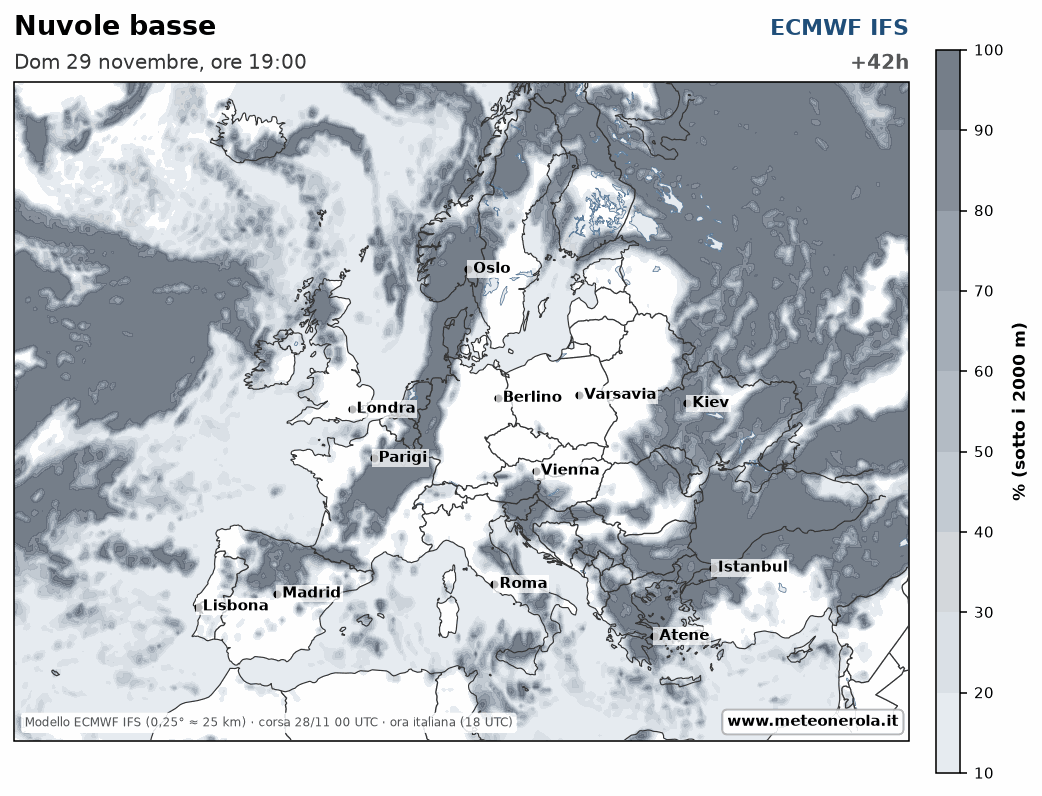 Nuvole basse
ECMWF IFS
Dom 29 novembre, ore 19:00
+42h
100
90
80
70
60
50
40
30
20
10
% (sotto i 2000 m)
Oslo
Londra
Berlino
Varsavia
Kiev
Parigi
Vienna
Istanbul
Roma
Madrid
Lisbona
Atene
Modello ECMWF IFS (0,25° ≈ 25 km) · corsa 28/11 00 UTC · ora italiana (18 UTC)
www.meteonerola.it